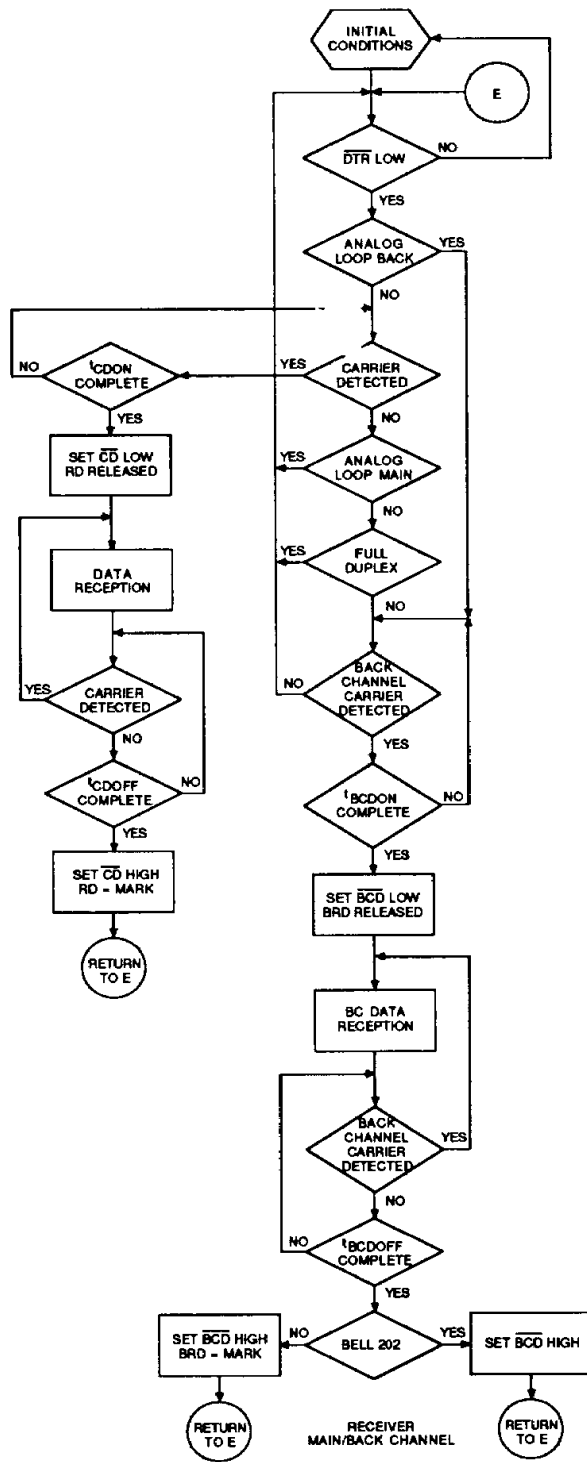 INITIAL
CONDITIONS
E
DTR LOW
NO
YES
ANALOG
LOOP BACK
YES
NO
NO
tCDON
COMPLETE
YES
CARRIER
DETECTED
YES
NO
SET CD LOW
RD RELEASED
YES
ANALOG
LOOP MAIN
NO
DATA
RECEPTION
YES
FULL
DUPLEX
NO
YES
CARRIER
DETECTED
NO
NO
BACK
CHANNEL
CARRIER
DETECTED
YES
tCDOFF
COMPLETE
NO
YES
tBCDON
COMPLETE
NO
YES
SET CD HIGH
RD = MARK
SET BCD LOW
BRD RELEASED
RETURN
TO E
BC DATA
RECEPTION
BACK
CHANNEL
CARRIER
DETECTED
YES
NO
NO
tBCDOFF
COMPLETE
YES
SET BCD HIGH
BRD = MARK
NO
BELL 202
YES
SET BCD HIGH
RETURN
TO E
RECEIVER
MAIN/BACK CHANNEL
RETURN
TO E